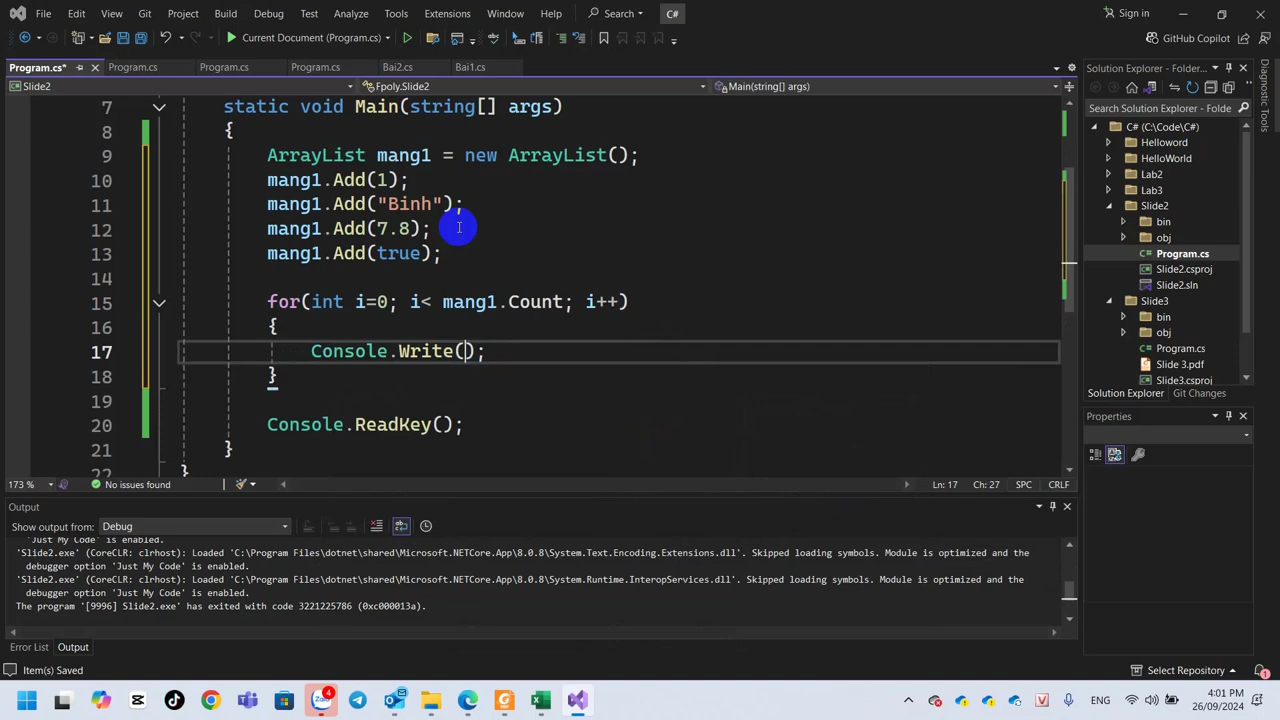 File Edit View Git Project Build Debug Test Analyze Tools Extensions Window Help Search C# Sign in
Current Document (Program.cs) GitHub Copilot
Program.cs* Program.cs Program.cs Program.cs Bai2.cs Bai1.cs
Slide2 Fpoly.Slide2 Main(string[] args)
7 static void Main(string[] args)
8 {
9 ArrayList mang1 = new ArrayList();
10 mang1.Add(1);
11 mang1.Add("Binh");
12 mang1.Add(7.8);
13 mang1.Add(true);
14
15 for(int i=0; i< mang1.Count; i++)
16 {
17 Console.Write();
18 }
19
20 Console.ReadKey();
21 }
22 }
173 % No issues found Ln: 17 Ch: 27 SPC CRLF
Output
Show output from: Debug
'Just My Code' is enabled.
'Slide2.exe' (CoreCLR: clrhost): Loaded 'C:\Program Files\dotnet\shared\Microsoft.NETCore.App\8.0.8\System.Text.Encoding.Extensions.dll'. Skipped loading symbols. Module is optimized and the
debugger option 'Just My Code' is enabled.
'Slide2.exe' (CoreCLR: clrhost): Loaded 'C:\Program Files\dotnet\shared\Microsoft.NETCore.App\8.0.8\System.Runtime.InteropServices.dll'. Skipped loading symbols. Module is optimized and the
debugger option 'Just My Code' is enabled.
The program '[9996] Slide2.exe' has exited with code 3221225786 (0xc000013a).
Error List Output
Item(s) Saved
Solution Explorer - Folder...
Search Solution Explorer - Folde
C# (C:\Code\C#)
Helloword
HelloWorld
Lab2
Lab3
Slide2
bin
obj
Program.cs
Slide2.csproj
Slide2.sln
Slide3
bin
obj
Program.cs
Slide 3.pdf
Slide3.csproj
Solution Explorer Git Changes
Properties
Diagnostic Tools
Select Repository
4
ENG
4:01 PM
26/09/2024